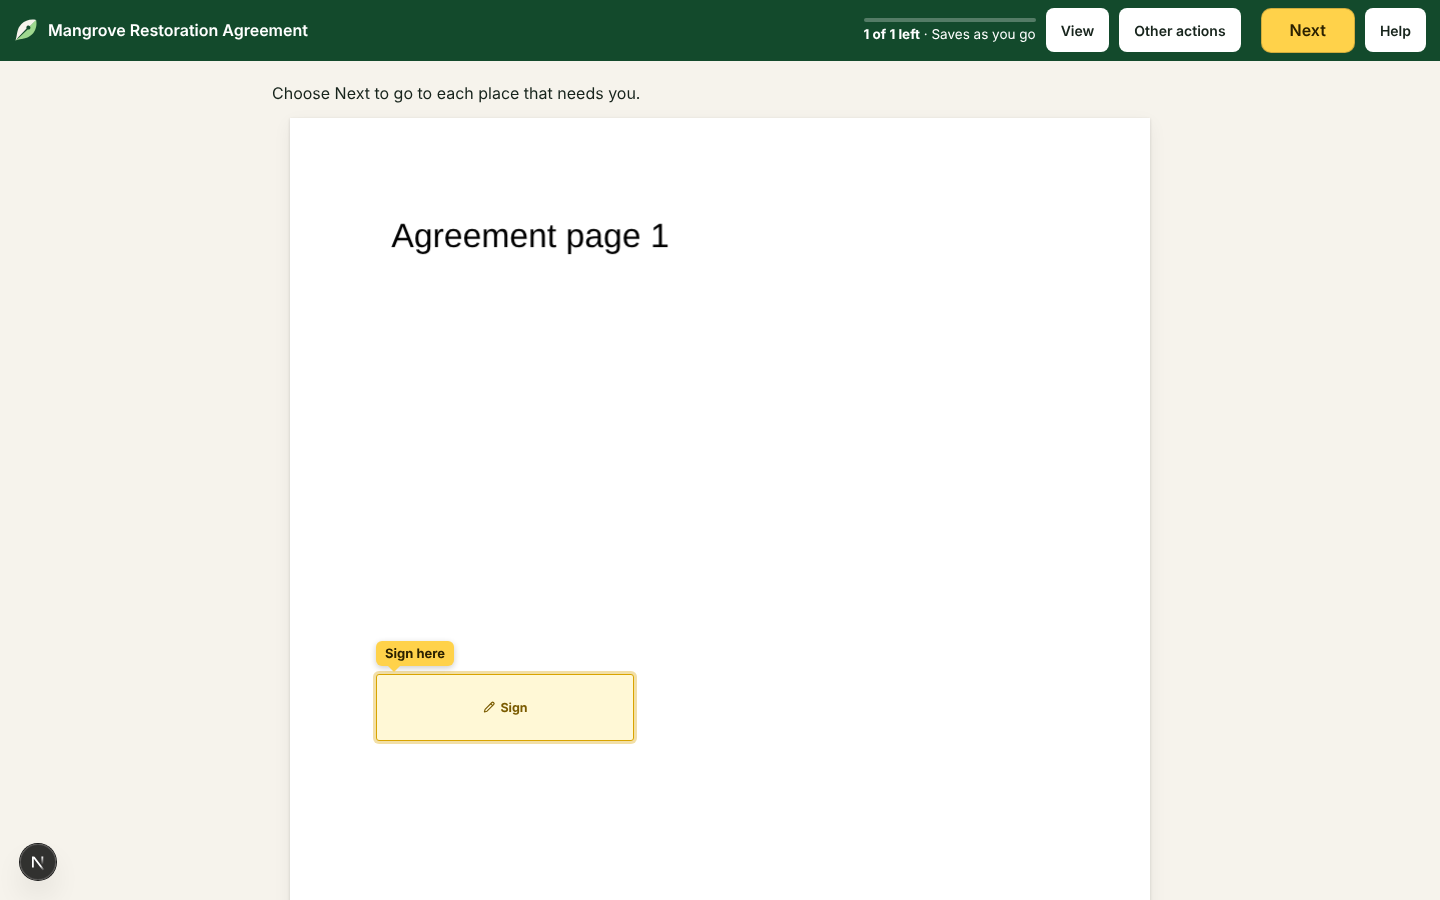 Mangrove Restoration Agreement
1 of 1 left · Saves as you go
View
Other actions
Next
Help
Choose Next to go to each place that needs you.
Agreement page 1
Sign here
Sign
N